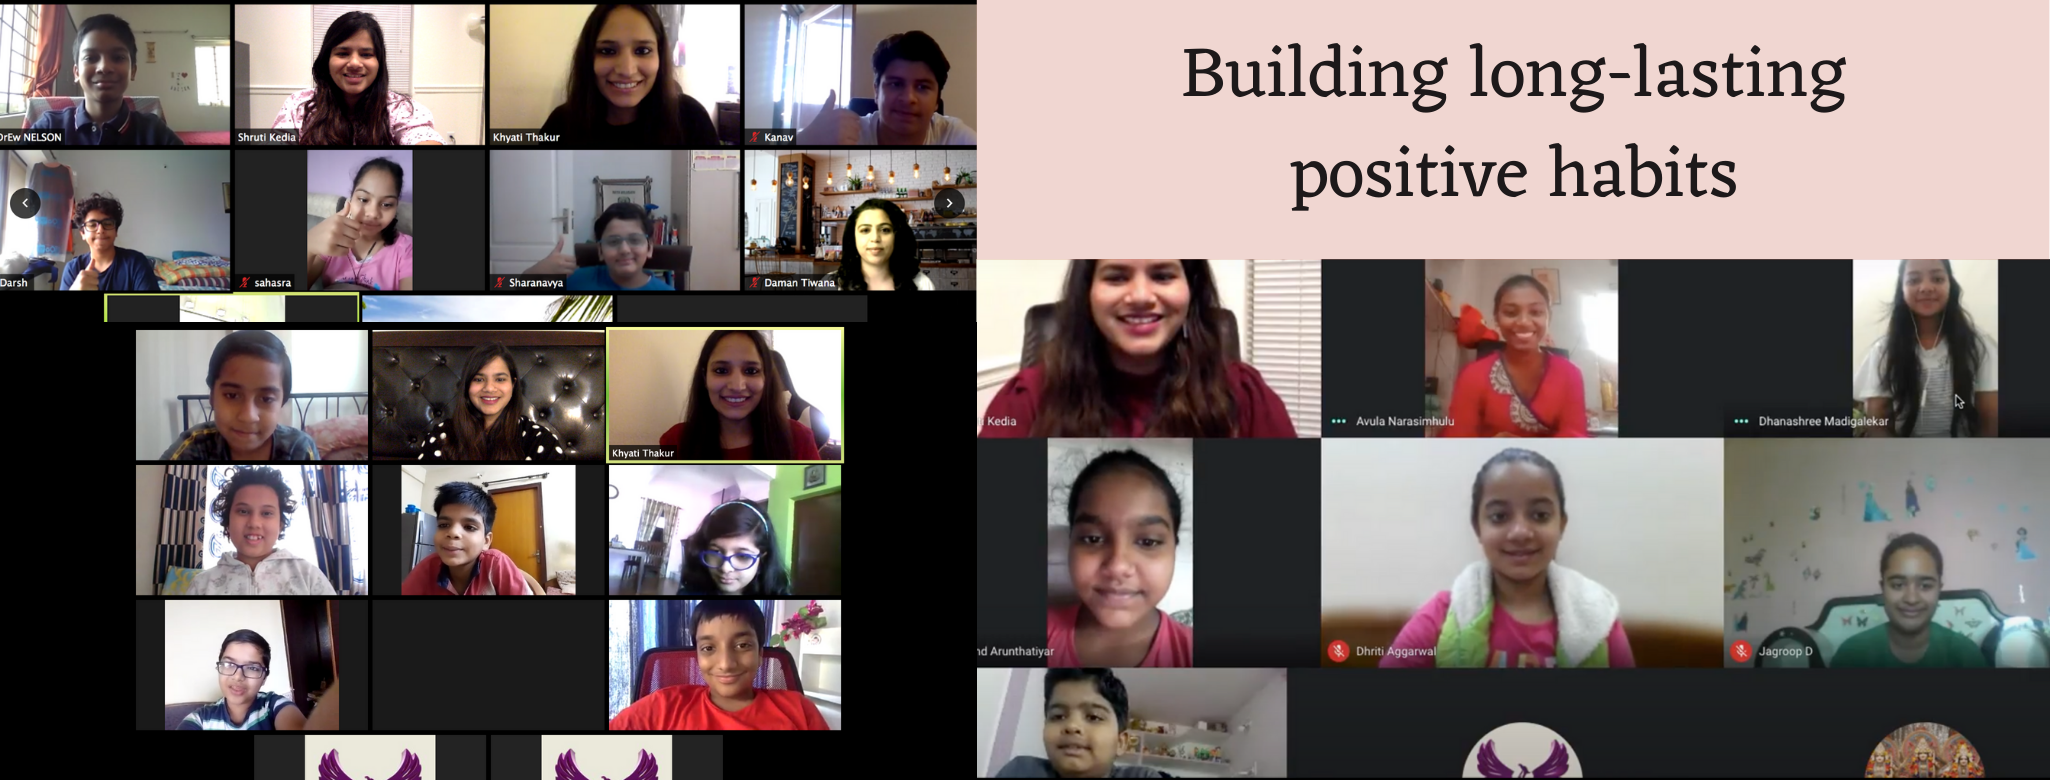 DrEw NELSON
Shruti Kedia
Khyati Thakur
Kanav
Darsh
sahasra
Sharanavya
Daman Tiwana
Khyati Thakur
Building long-lasting
positive habits
Kedia
Avula Narasimhulu
Dhanashree Madigalekar
Arunthatiyar
Dhriti Aggarwal
Jagroop D